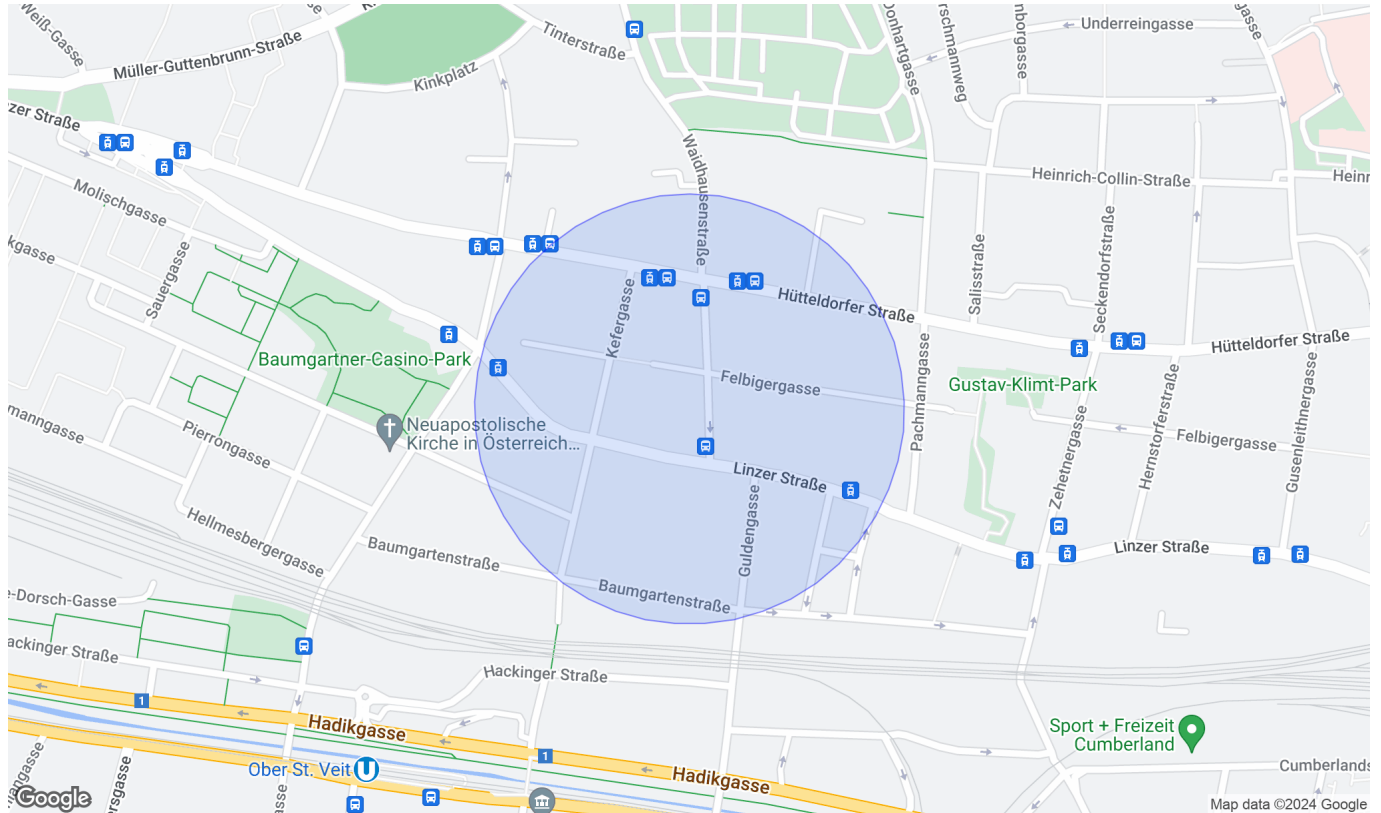 Weiß-Gasse
Müller-Guttenbrunn-Straße
Kinkplatz
Tinterstraße
Donhartgasse
rschmannweg
nborgasse
Underreingasse
gasse
zer Straße
Molischgasse
kgasse
Sauergasse
Waidhausenstraße
Heinrich-Collin-Straße
Heinr
Seckendorfstraße
Salisstraße
Hütteldorfer Straße
Hütteldorfer Straße
Kefergasse
Baumgartner-Casino-Park
Felbigergasse
Gustav-Klimt-Park
Pachmanngasse
Neuapostolische
Kirche in Österreich...
Felbigergasse
Hernstorferstraße
Gusenleithnergasse
Zehetnergasse
manngasse
Pierrongasse
Linzer Straße
Guldengasse
Hellmesbergergasse
Baumgartenstraße
Linzer Straße
Baumgartenstraße
e-Dorsch-Gasse
ackinger Straße
Hackinger Straße
1
Hadikgasse
Sport + Freizeit
Cumberland
1
Ober St. Veit U
Hadikgasse
Cumberlands
ersgasse
asse
Google
Map data ©2024 Google